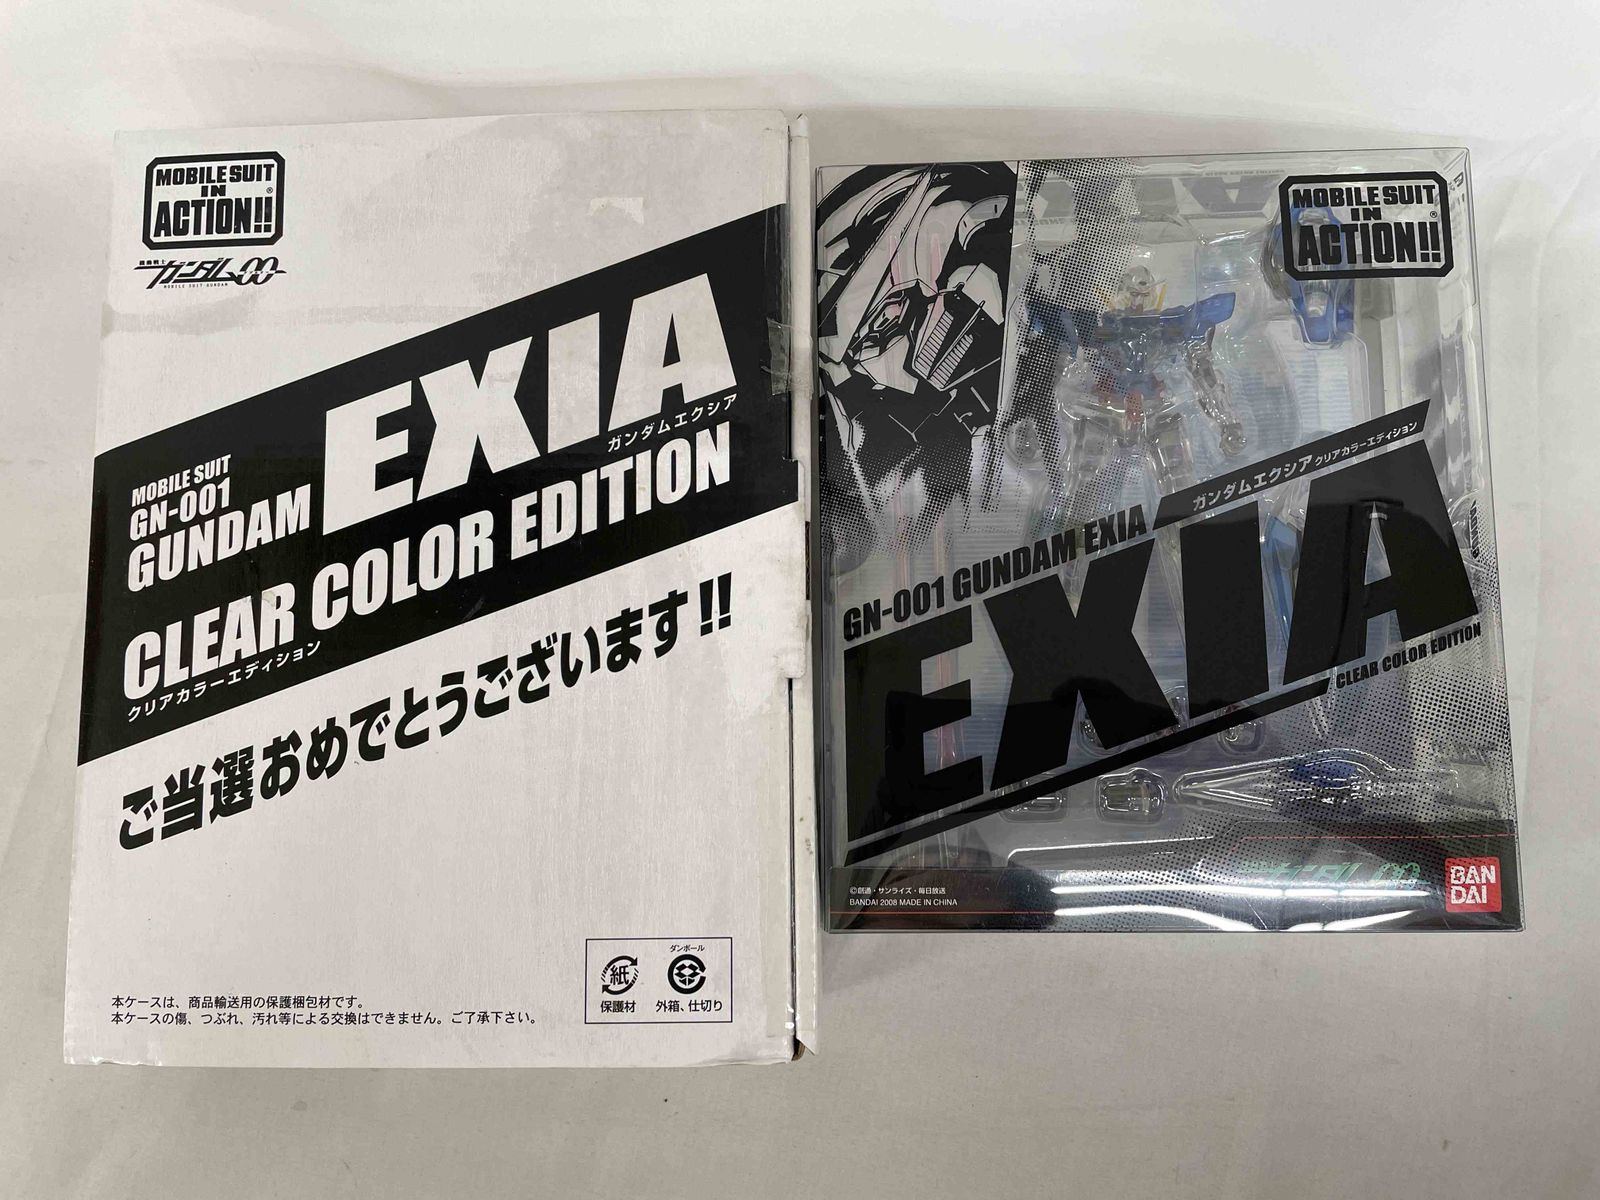 MOBILE SUIT
IN
ACTION!!
®
機動戦士
ガンダム00
MOBILE SUIT GUNDAM
MOBILE SUIT
GN-001
GUNDAM EXIA
ガンダムエクシア
CLEAR COLOR EDITION
クリアカラーエディション
ご当選おめでとうございます!!
本ケースは、商品輸送用の保護梱包材です。
本ケースの傷、つぶれ、汚れ等による交換はできません。ご了承下さい。
紙
保護材
ダンボール
外箱、仕切り
MOBILE SUIT
IN
ACTION!!
®
ガンダムエクシア クリアカラーエディション
GN-001 GUNDAM EXIA
EXIA
CLEAR COLOR EDITION
ガンダム00
©創通・サンライズ・毎日放送
BANDAI 2008 MADE IN CHINA
BAN
DAI